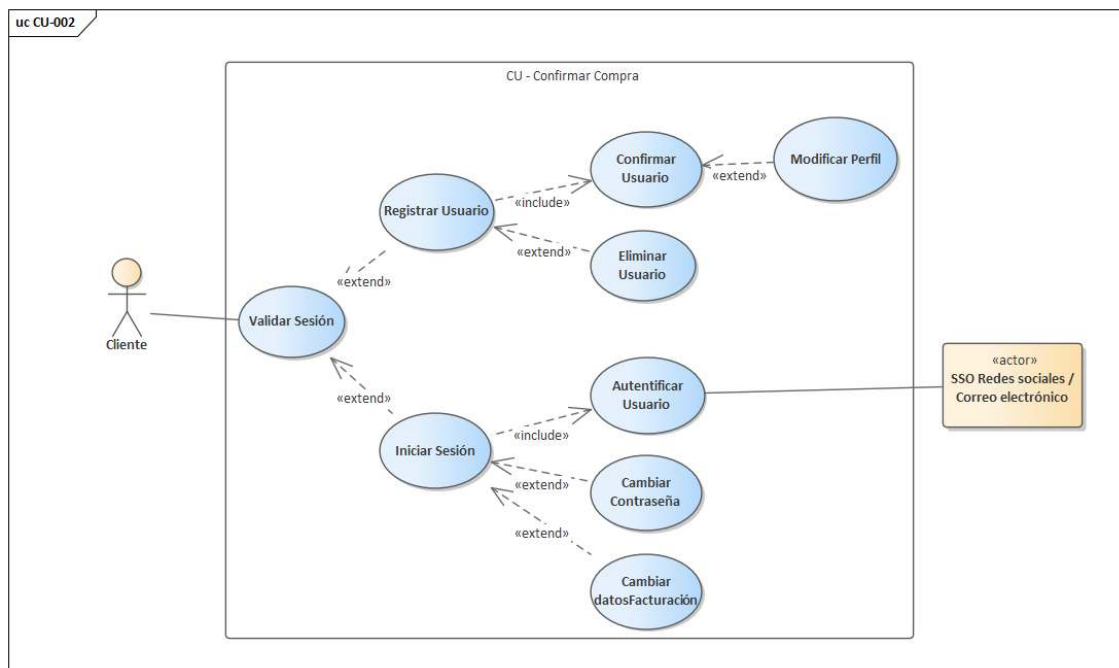 uc CU-002
CU - Confirmar Compra
Confirmar
Usuario
Modificar Perfil
«extend»
Registrar Usuario
«include»
«extend»
Eliminar
Usuario
«extend»
Validar Sesión
Cliente
«extend»
Autentificar
Usuario
«actor»
SSO Redes sociales /
Correo electrónico
Iniciar Sesión
«include»
«extend»
Cambiar
Contraseña
«extend»
Cambiar
datosFacturación